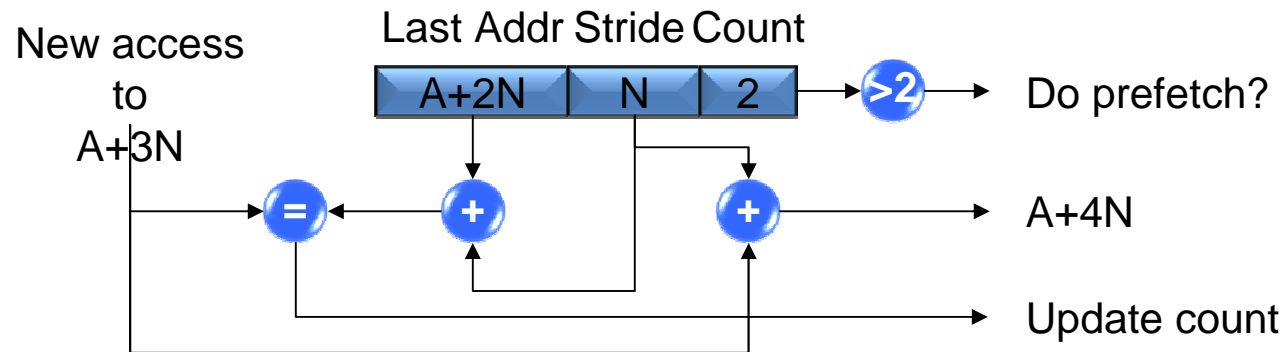 Last Addr Stride Count
New access
to
A+3N
A+2N N 2
>2
Do prefetch?
= + +
A+4N
Update count